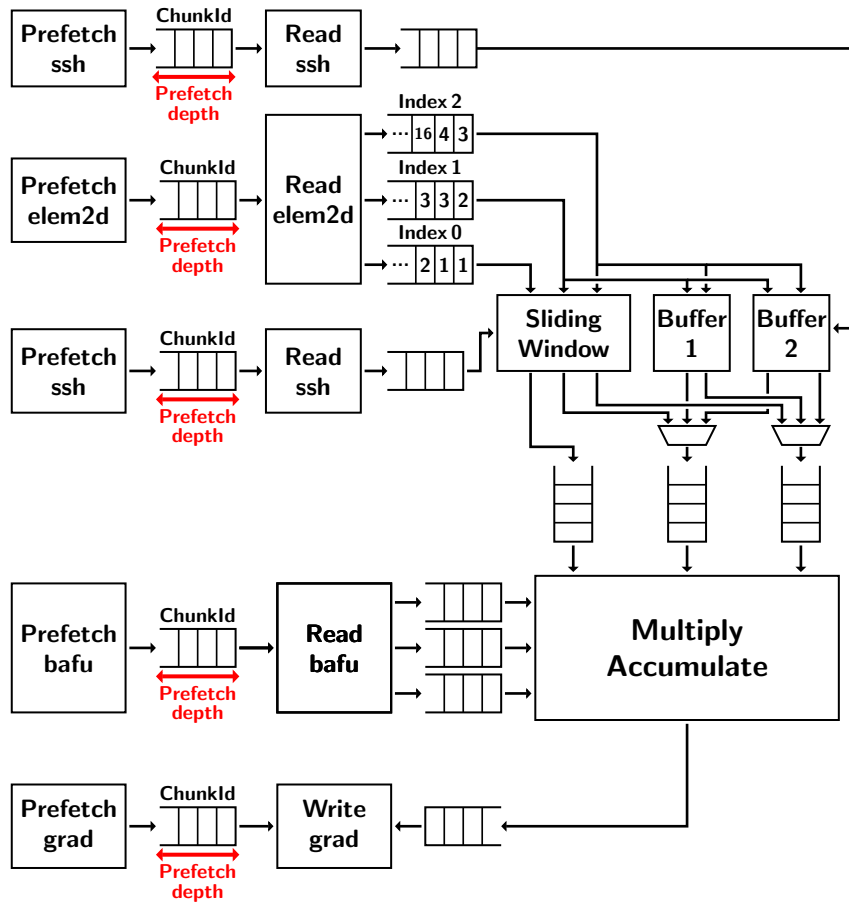 ChunkId
Prefetch
ssh
Read
ssh
Prefetch
depth
Index 2
... 16 4 3
ChunkId
Index 1
Prefetch
elem2d
Read
elem2d
... 3 3 2
Prefetch
depth
Index 0
... 2 1 1
Sliding
Window
Buffer
1
Buffer
2
ChunkId
Prefetch
ssh
Read
ssh
Prefetch
depth
ChunkId
Prefetch
bafu
Read
bafu
Multiply
Accumulate
Prefetch
depth
ChunkId
Prefetch
grad
Write
grad
Prefetch
depth